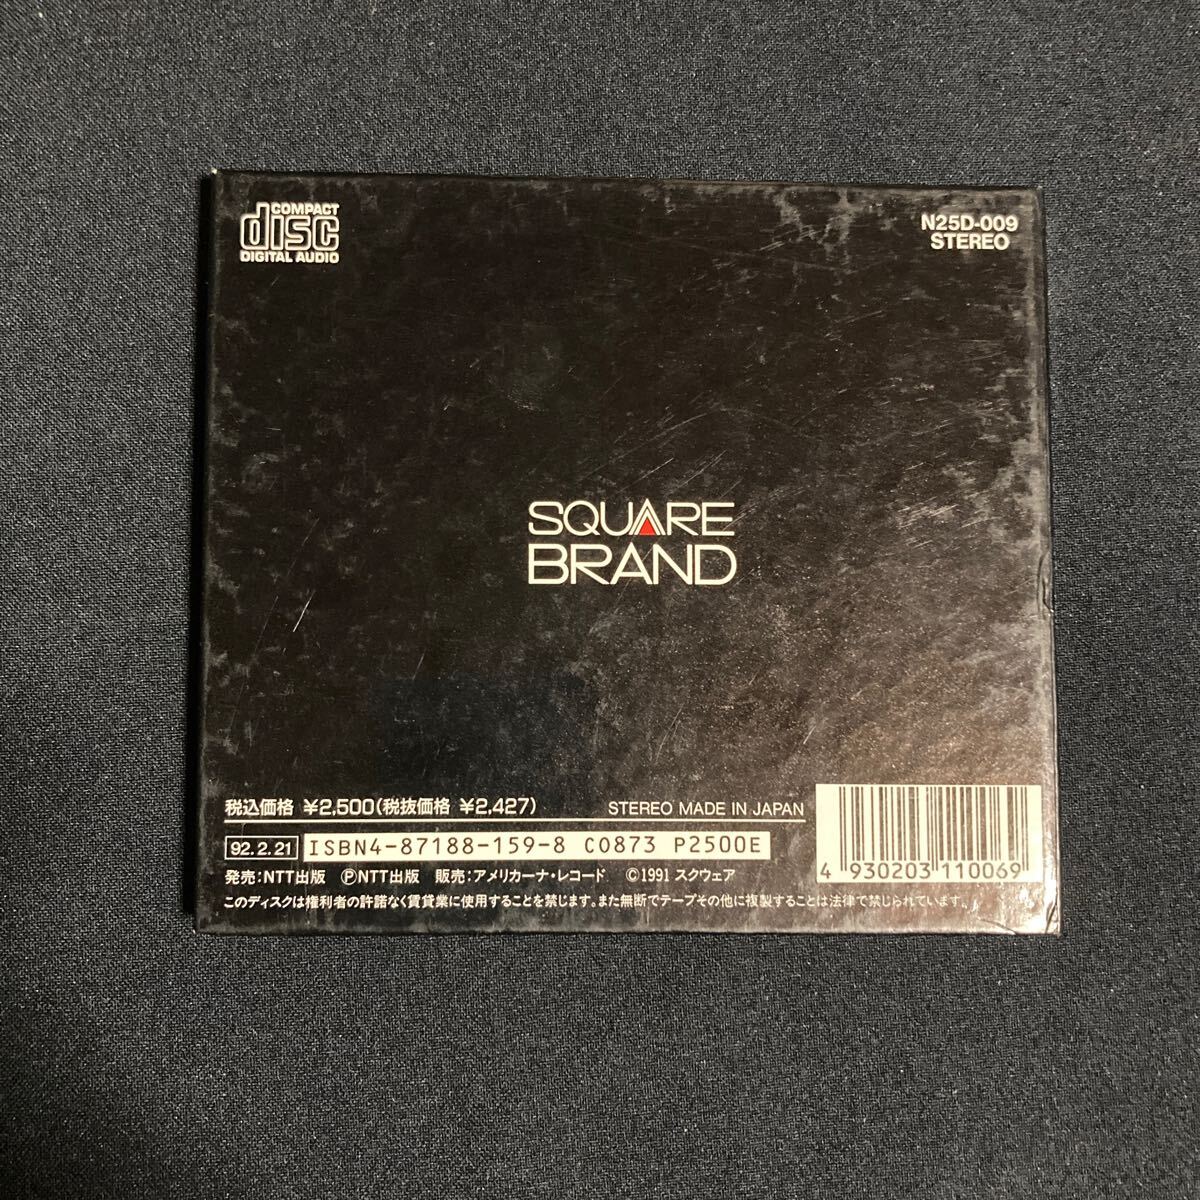 COMPACT
disc
DIGITAL AUDIO
N25D-009
STEREO
SQUARE
BRAND
税込価格 ¥2,500(税抜価格 ¥2,427) STEREO MADE IN JAPAN
92.2.21 ISBN4-87188-159-8 C0873 P2500E
発売:NTT出版 ⓅNTT出版 販売:アメリカーナ・レコード ©1991 スクウェア
このディスクは権利者の許諾なく賃貸業に使用することを禁じます。また無断でテープその他に複製することは法律で禁じられています。
4 930203 110069